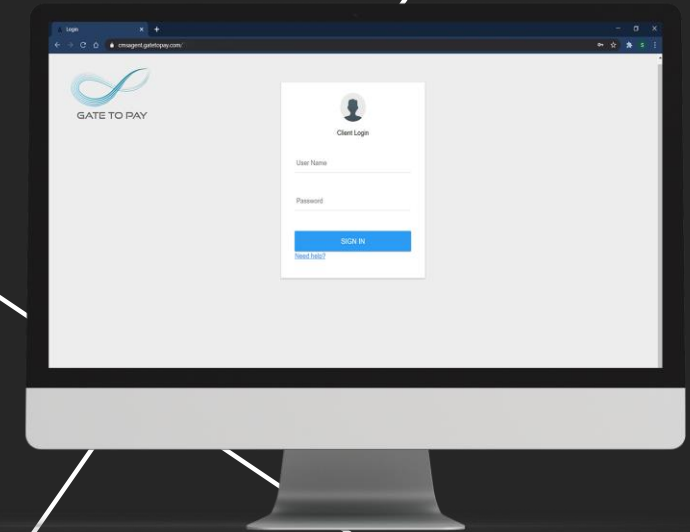 Login
cmsagent.gatetopay.com/
S
GATE TO PAY
Client Login
User Name
Password
SIGN IN
Need help?